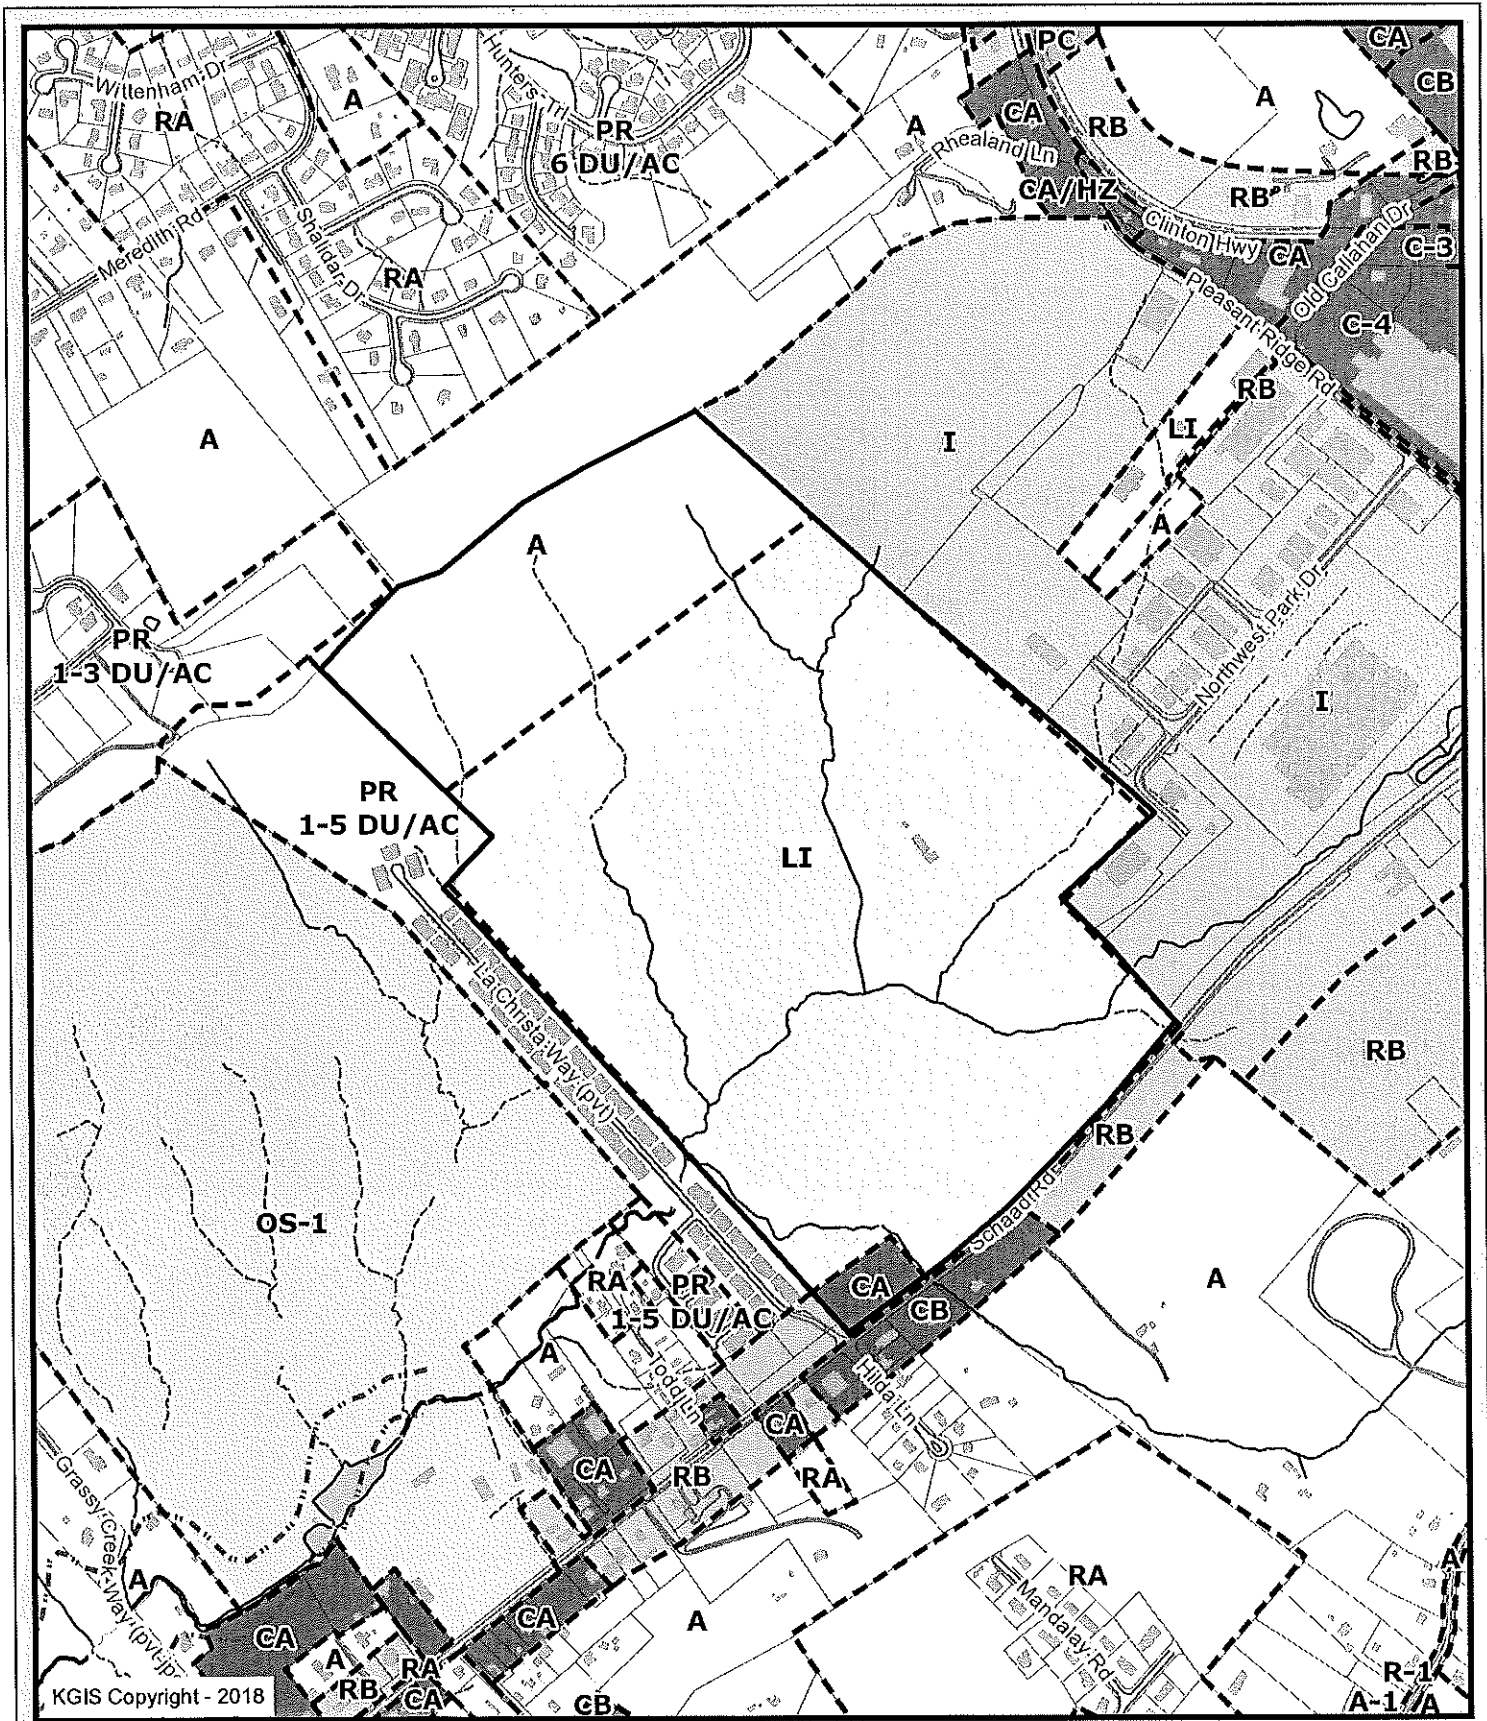 PC
CA
CB
Wittenham Dr
A
RA
Hunters Trl
PR
6 DU/AC
A
A
CA
RB
Rhealand Ln
CA/HZ
RB
RB
Clinton Hwy
CA
Old Callahan Dr
C-3
Meredith Rd
Shalidar Dr
RA
Pleasant Ridge Rd
C-4
RB
LI
I
A
A
A
Northwest Park Dr
PR
1-3 DU/AC
I
PR
1-5 DU/AC
LI
La Christa Way (pvt)
RB
RB
Schaad Rd
OS-1
RA
PR
1-5 DU/AC
CA
CB
A
A
Todd Ln
Hilda Ln
CA
CA
RB
RA
Grassy Creek Way (pvt-jpe
A
CA
CA
A
RA
RB
CA
CB
A
RA
Mandalay Rd
A
R-1
A-1
A
KGIS Copyright - 2018